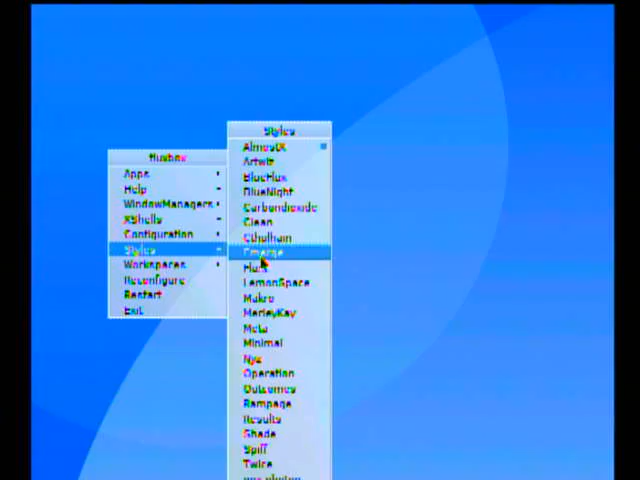 fluxbox
Apps
Help
WindowManagers
XShells
Configuration
Styles
Workspaces
Reconfigure
Restart
Exit
Styles
AlmostX
Artwiz
BlueFlux
BlueNight
Carbondioxide
Clean
Cthulhain
Emerge
LemonSpace
Makro
MerleyKay
Meta
Minimal
Nyz
Operation
Outcomes
Rampage
Results
Shade
Spiff
Twice